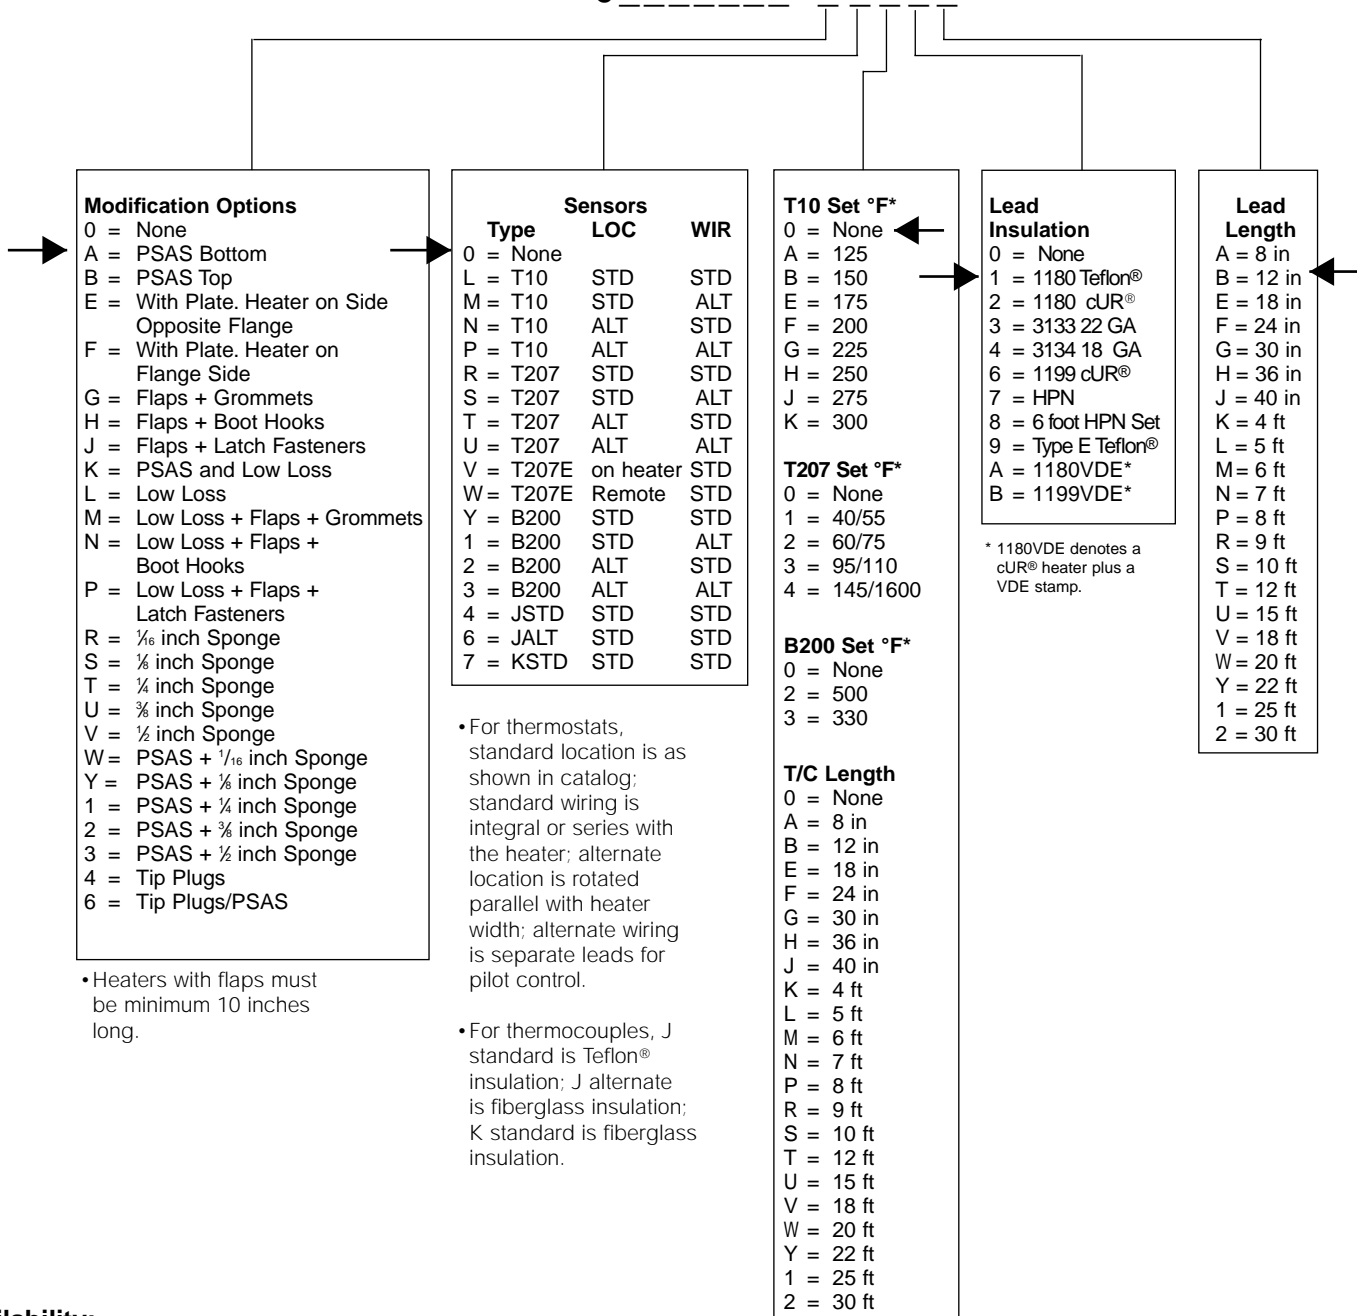 g _ _ _ _ _ _ _ _ _ _ _ _
Modification Options
0 = None
A = PSAS Bottom
B = PSAS Top
E = With Plate. Heater on Side
Opposite Flange
F = With Plate. Heater on
Flange Side
G = Flaps + Grommets
H = Flaps + Boot Hooks
J = Flaps + Latch Fasteners
K = PSAS and Low Loss
L = Low Loss
M = Low Loss + Flaps + Grommets
N = Low Loss + Flaps +
Boot Hooks
P = Low Loss + Flaps +
Latch Fasteners
R = 1⁄16 inch Sponge
S = 1⁄8 inch Sponge
T = 1⁄4 inch Sponge
U = 3⁄8 inch Sponge
V = 1⁄2 inch Sponge
W = PSAS + 1/16 inch Sponge
Y = PSAS + 1⁄8 inch Sponge
1 = PSAS + 1⁄4 inch Sponge
2 = PSAS + 3⁄8 inch Sponge
3 = PSAS + 1⁄2 inch Sponge
4 = Tip Plugs
6 = Tip Plugs/PSAS
• Heaters with flaps must
be minimum 10 inches
long.
Sensors
Type LOC WIR
0 = None
L = T10 STD STD
M = T10 STD ALT
N = T10 ALT STD
P = T10 ALT ALT
R = T207 STD STD
S = T207 STD ALT
T = T207 ALT STD
U = T207 ALT ALT
V = T207E on heater STD
W = T207E Remote STD
Y = B200 STD STD
1 = B200 STD ALT
2 = B200 ALT STD
3 = B200 ALT ALT
4 = JSTD STD STD
6 = JALT STD STD
7 = KSTD STD STD
• For thermostats,
standard location is as
shown in catalog;
standard wiring is
integral or series with
the heater; alternate
location is rotated
parallel with heater
width; alternate wiring
is separate leads for
pilot control.
• For thermocouples, J
standard is Teflon®
insulation; J alternate
is fiberglass insulation;
K standard is fiberglass
insulation.
T10 Set °F*
0 = None
A = 125
B = 150
E = 175
F = 200
G = 225
H = 250
J = 275
K = 300
T207 Set °F*
0 = None
1 = 40/55
2 = 60/75
3 = 95/110
4 = 145/1600
B200 Set °F*
0 = None
2 = 500
3 = 330
T/C Length
0 = None
A = 8 in
B = 12 in
E = 18 in
F = 24 in
G = 30 in
H = 36 in
J = 40 in
K = 4 ft
L = 5 ft
M = 6 ft
N = 7 ft
P = 8 ft
R = 9 ft
S = 10 ft
T = 12 ft
U = 15 ft
V = 18 ft
W = 20 ft
Y = 22 ft
1 = 25 ft
2 = 30 ft
Lead
Insulation
0 = None
1 = 1180 Teflon®
2 = 1180 cUR®
3 = 3133 22 GA
4 = 3134 18 GA
6 = 1199 cUR®
7 = HPN
8 = 6 foot HPN Set
9 = Type E Teflon®
A = 1180VDE*
B = 1199VDE*
* 1180VDE denotes a
cUR® heater plus a
VDE stamp.
Lead
Length
A = 8 in
B = 12 in
E = 18 in
F = 24 in
G = 30 in
H = 36 in
J = 40 in
K = 4 ft
L = 5 ft
M = 6 ft
N = 7 ft
P = 8 ft
R = 9 ft
S = 10 ft
T = 12 ft
U = 15 ft
V = 18 ft
W = 20 ft
Y = 22 ft
1 = 25 ft
2 = 30 ft